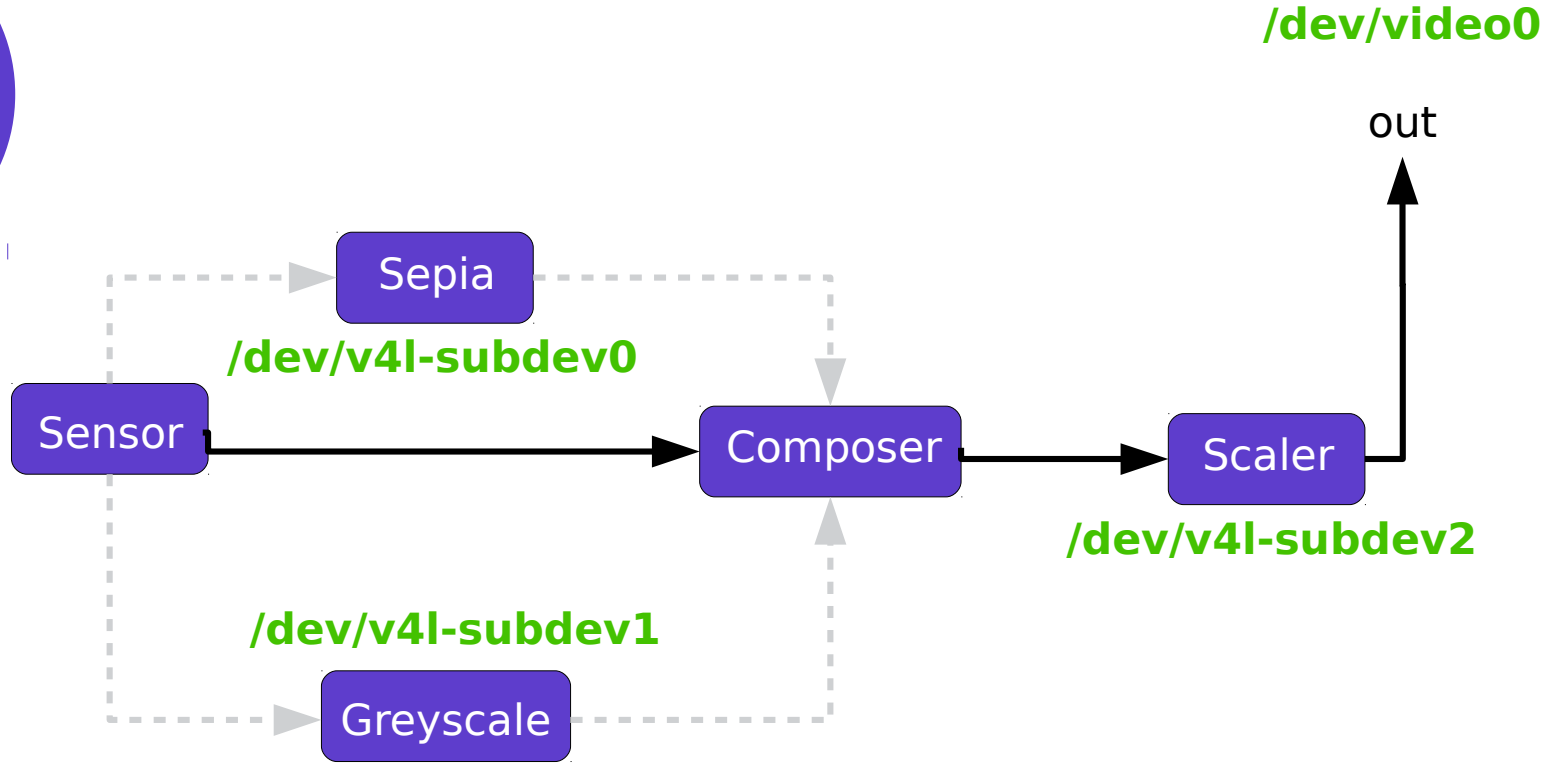 /dev/video0
out
Sepia
/dev/v4l-subdev0
Sensor
Composer
Scaler
/dev/v4l-subdev2
/dev/v4l-subdev1
Greyscale